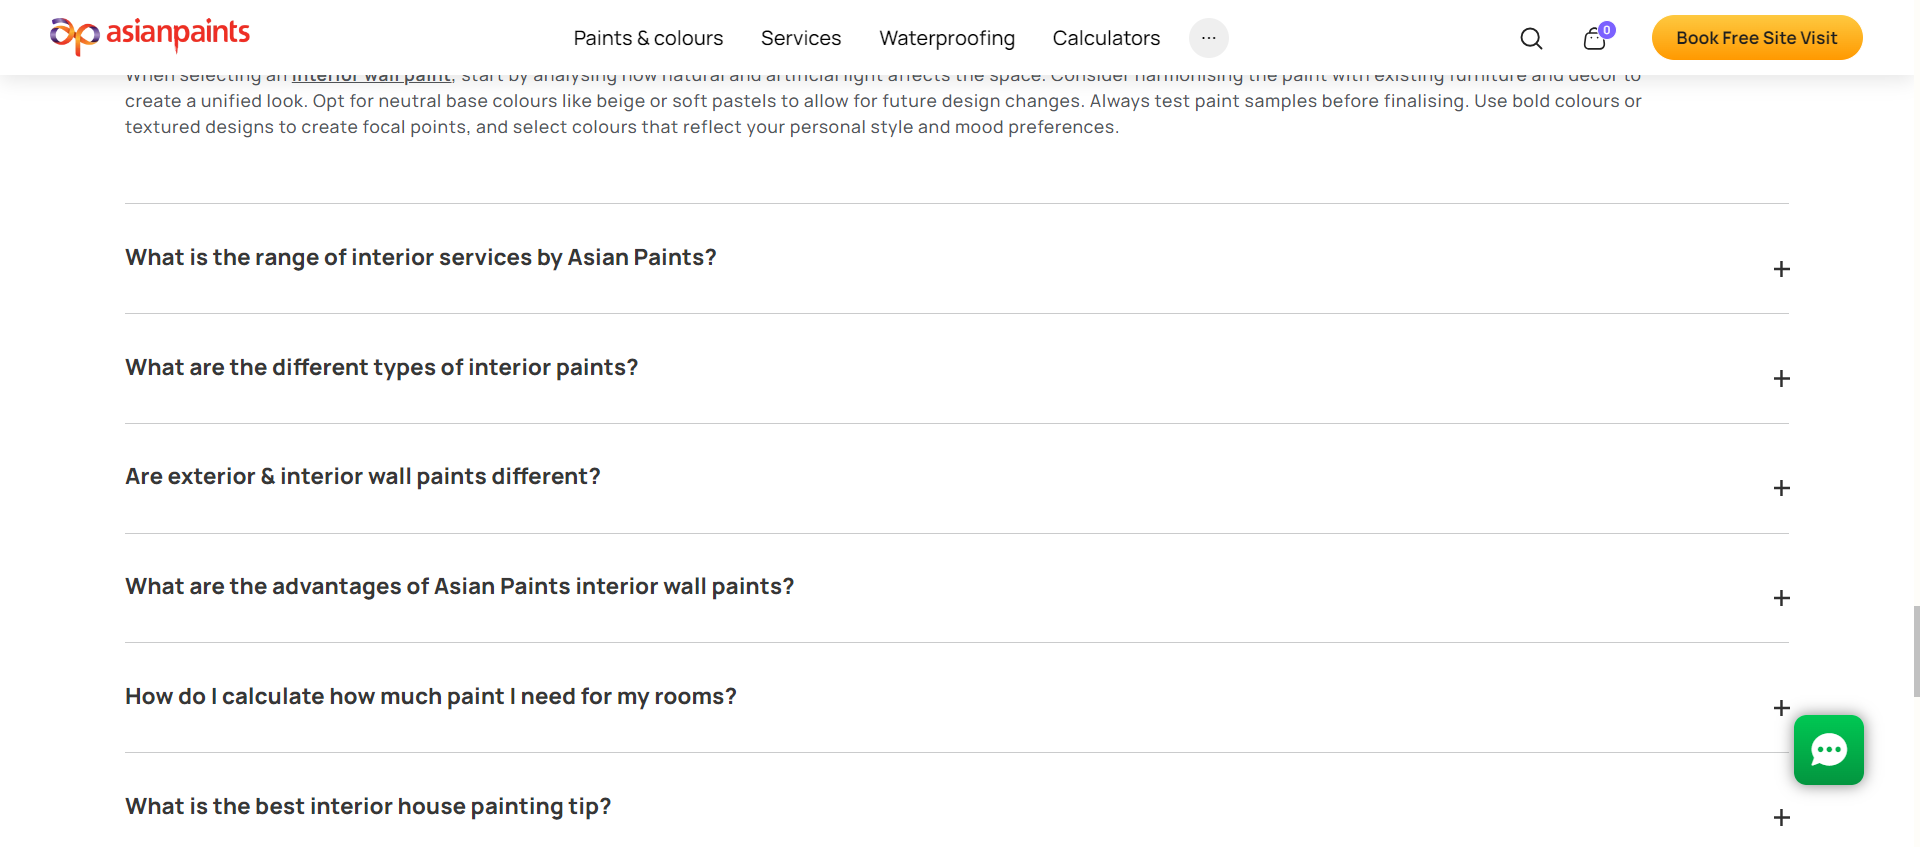 asianpaints
Paints & colours
Services
Waterproofing
Calculators
0
Book Free Site Visit
When selecting an interior wall paint, start by analysing how natural and artificial light affects the space. Consider harmonising the paint with existing furniture and decor to
create a unified look. Opt for neutral base colours like beige or soft pastels to allow for future design changes. Always test paint samples before finalising. Use bold colours or
textured designs to create focal points, and select colours that reflect your personal style and mood preferences.
What is the range of interior services by Asian Paints?
What are the different types of interior paints?
Are exterior & interior wall paints different?
What are the advantages of Asian Paints interior wall paints?
How do I calculate how much paint I need for my rooms?
What is the best interior house painting tip?